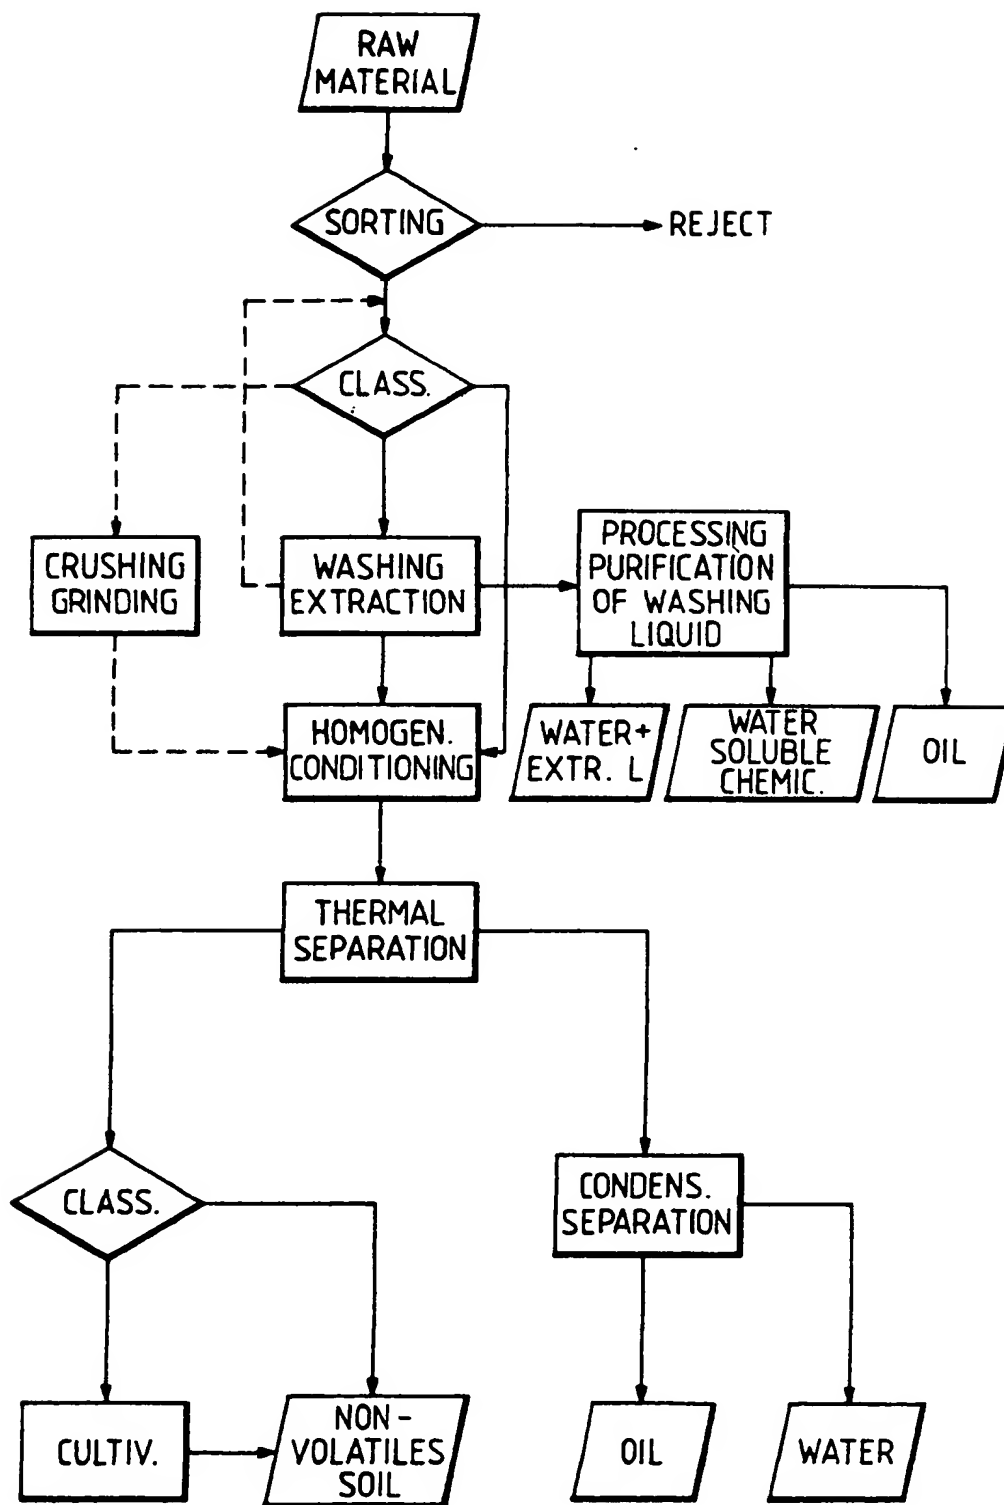 RAW
MATERIAL
SORTING
REJECT
CLASS.
CRUSHING
GRINDING
WASHING
EXTRACTION
PROCESSING
PURIFICATION
OF WASHING
LIQUID
HOMOGEN.
CONDITIONING
WATER+
EXTR. L
WATER
SOLUBLE
CHEMIC.
OIL
THERMAL
SEPARATION
CLASS.
CONDENS.
SEPARATION
CULTIV.
NON-
VOLATILES
SOIL
OIL
WATER